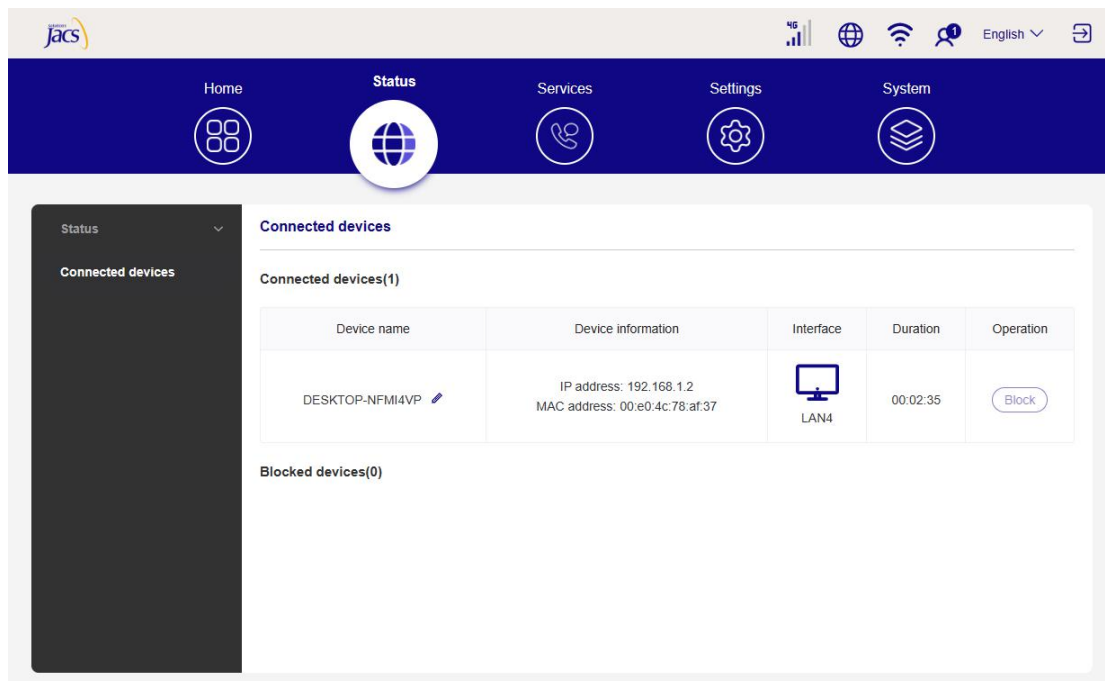 jacs
4G
1
English
Home
Status
Services
Settings
System
Status
Connected devices
Connected devices
Connected devices(1)
Device name
Device information
Interface
Duration
Operation
DESKTOP-NFMI4VP
IP address: 192.168.1.2
MAC address: 00:e0:4c:78:af:37
LAN4
00:02:35
Block
Blocked devices(0)